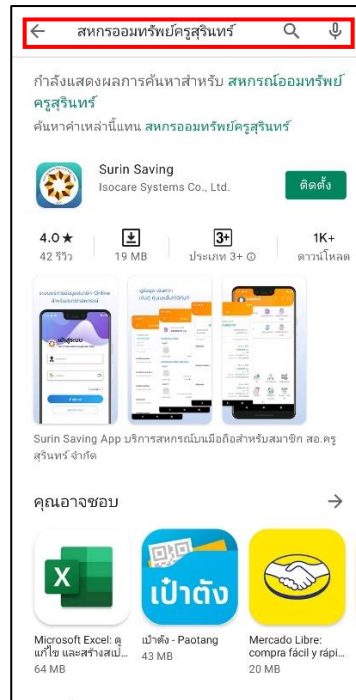 สหกรออมทรัพย์ครูสุรินทร์
กำลังแสดงผลการค้นหาสำหรับ สหกรณ์ออมทรัพย์
ครูสุรินทร์
ค้นหาคำเหล่านี้แทน สหกรออมทรัพย์ครูสุรินทร์
Surin Saving
Isocare Systems Co., Ltd.
ติดตั้ง
4.0★
3+
1K+
42 รีวิว
19 MB
ประเภท 3+
ดาวน์โหลด
เข้าสู่ระบบ
Surin Saving App บริการสหกรณ์บนมือถือสำหรับสมาชิก สอ.ครู
สุรินทร์ จำกัด
คุณอาจชอบ
X
เป๋าตัง
Microsoft Excel: ดู
แก้ไข และสร้างสเป...
64 MB
เป๋าตัง - Paotang
43 MB
Mercado Libre:
compra fácil y rápi...
20 MB